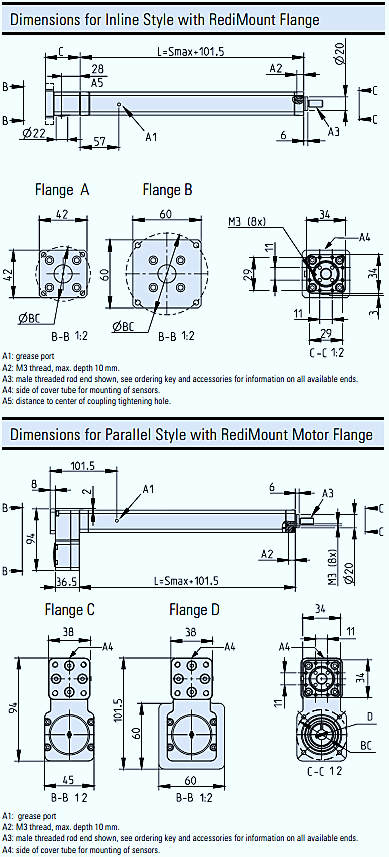 Dimensions for Inline Style with RediMount Flange
C
L=Smax+101.5
A2
Ø20
28
A5
B
B
C
C
Ø22
57
A1
6
A3
Flange A
Flange B
42
60
M3 (8x)
34
A4
42
60
29
11
34
3
ØBC
ØBC
11
29
B-B 1:2
B-B 1:2
C-C 1:2
A1: grease port
A2: M3 thread, max. depth 10 mm.
A3: male threaded rod end shown, see ordering key and accessories for information on all available ends.
A4: side of cover tube for mounting of sensors.
A5: distance to center of coupling tightening hole.
Dimensions for Parallel Style with RediMount Motor Flange
101.5
8
2
A1
6
A3
B
B
C
C
94
A2
M3 (8x)
Ø20
36.5
L=Smax+101.5
Flange C
Flange D
34
38
A4
38
A4
A4
11
94
101.5
60
11
34
D
BC
45
60
B-B 1 2
B-B 1:2
C-C 1 2
A1: grease port
A2: M3 thread, max. depth 10 mm.
A3: male threaded rod end shown, see ordering key and accessories for information on all available ends.
A4: side of cover tube for mounting of sensors.